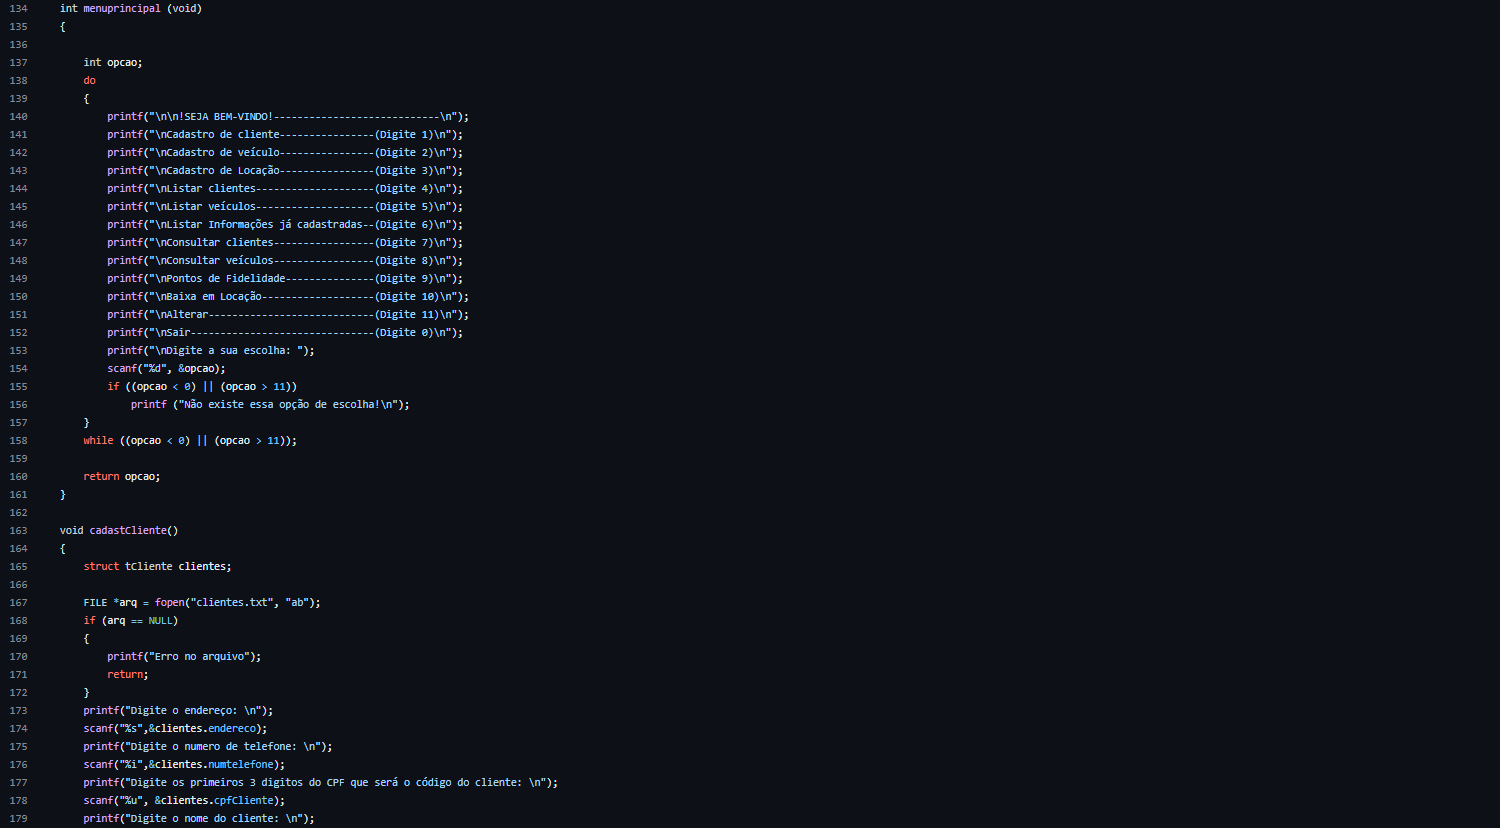 134 int menuprincipal (void)
135 {
136
137 int opcao;
138 do
139 {
140 printf("\n\n!SEJA BEM-VINDO!----------------------------\n");
141 printf("\nCadastro de cliente----------------(Digite 1)\n");
142 printf("\nCadastro de veículo----------------(Digite 2)\n");
143 printf("\nCadastro de Locação----------------(Digite 3)\n");
144 printf("\nListar clientes--------------------(Digite 4)\n");
145 printf("\nListar veículos--------------------(Digite 5)\n");
146 printf("\nListar Informações já cadastradas--(Digite 6)\n");
147 printf("\nConsultar clientes-----------------(Digite 7)\n");
148 printf("\nConsultar veículos-----------------(Digite 8)\n");
149 printf("\nPontos de Fidelidade---------------(Digite 9)\n");
150 printf("\nBaixa em Locação-------------------(Digite 10)\n");
151 printf("\nAlterar----------------------------(Digite 11)\n");
152 printf("\nSair-------------------------------(Digite 0)\n");
153 printf("\nDigite a sua escolha: ");
154 scanf("%d", &opcao);
155 if ((opcao < 0) || (opcao > 11))
156 printf ("Não existe essa opção de escolha!\n");
157 }
158 while ((opcao < 0) || (opcao > 11));
159
160 return opcao;
161 }
162
163 void cadastCliente()
164 {
165 struct tCliente clientes;
166
167 FILE *arq = fopen("clientes.txt", "ab");
168 if (arq == NULL)
169 {
170 printf("Erro no arquivo");
171 return;
172 }
173 printf("Digite o endereço: \n");
174 scanf("%s",&clientes.endereco);
175 printf("Digite o numero de telefone: \n");
176 scanf("%i",&clientes.numtelefone);
177 printf("Digite os primeiros 3 digitos do CPF que será o código do cliente: \n");
178 scanf("%u", &clientes.cpfCliente);
179 printf("Digite o nome do cliente: \n");